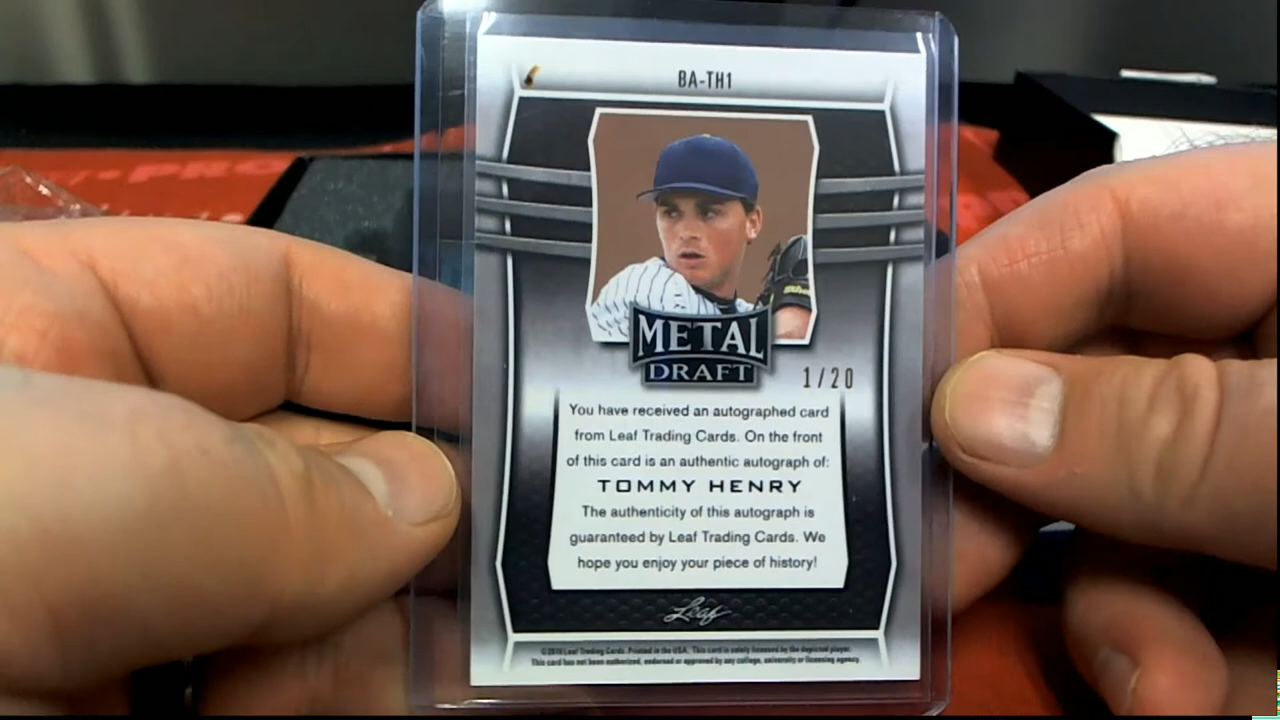 BA-TH1
METAL
DRAFT
1/20
You have received an autographed card
from Leaf Trading Cards. On the front
of this card is an authentic autograph of:
TOMMY HENRY
The authenticity of this autograph is
guaranteed by Leaf Trading Cards. We
hope you enjoy your piece of history!
Leaf
©2019 Leaf Trading Cards. Printed in the USA. This card is solely licensed by the depicted player.
This card has not been authorized, endorsed or approved by any college, university or licensing agency.